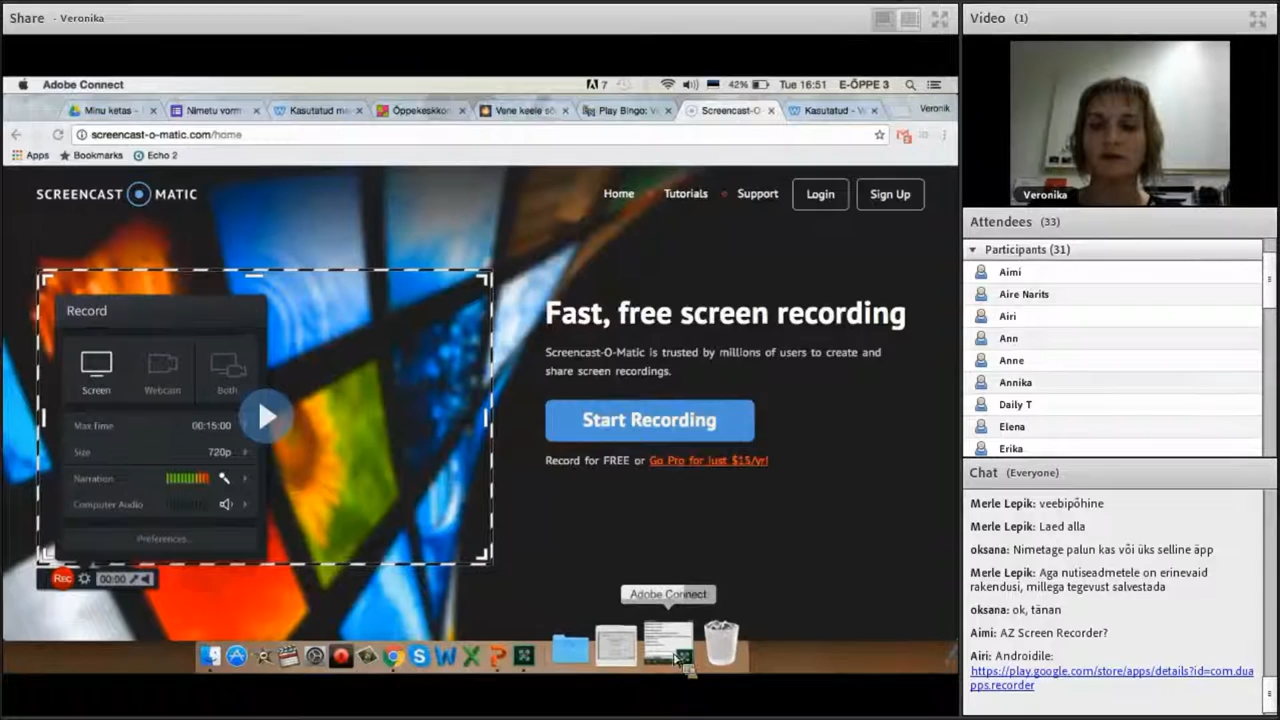 Share - Veronika
Adobe Connect
7
42%
Tue 16:51
E-ÕPPE 3
Minu ketas -
Nimetu vorm
Kasutatud m
Õppekeskkon
Vene keele sõ
Play Bingo: V
Screencast-O
Kasutatud - V
Veronik
screencast-o-matic.com/home
Apps
Bookmarks
Echo 2
SCREENCAST O MATIC
Home
Tutorials
Support
Login
Sign Up
Record
Screen
Webcam
Both
Max Time 00:15:00
Size 720p
Narration
Computer Audio
Preferences...
Rec 00:00
Fast, free screen recording
Screencast-O-Matic is trusted by millions of users to create and
share screen recordings.
Start Recording
Record for FREE or Go Pro for just $15/yr!
Adobe Connect
Video (1)
Veronika
Attendees (33)
Participants (31)
Aimi
Aire Narits
Airi
Ann
Anne
Annika
Daily T
Elena
Erika
Chat (Everyone)
Merle Lepik: veebipõhine
Merle Lepik: Laed alla
oksana: Nimetage palun kas või üks selline äpp
Merle Lepik: Aga nutiseadmetele on erinevaid
rakendusi, millega tegevust salvestada
oksana: ok, tänan
Aimi: AZ Screen Recorder?
Airi: Androidile:
https://play.google.com/store/apps/details?id=com.dua
pps.recorder